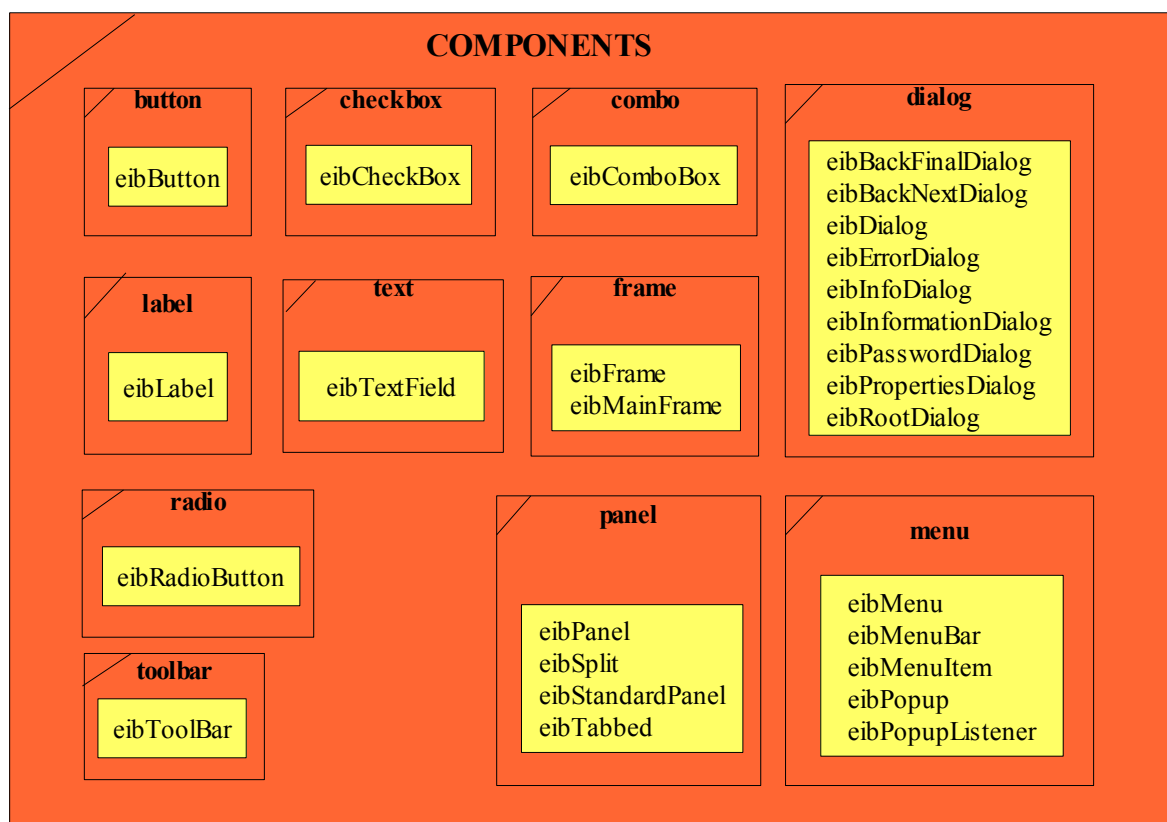 COMPONENTS
button
eibButton
checkbox
eibCheckBox
combo
eibComboBox
dialog
eibBackFinalDialog
eibBackNextDialog
eibDialog
eibErrorDialog
eibInfoDialog
eibInformationDialog
eibPasswordDialog
eibPropertiesDialog
eibRootDialog
label
eibLabel
text
eibTextField
frame
eibFrame
eibMainFrame
radio
eibRadioButton
panel
eibPanel
eibSplit
eibStandardPanel
eibTabbed
menu
eibMenu
eibMenuBar
eibMenuItem
eibPopup
eibPopupListener
toolbar
eibToolBar